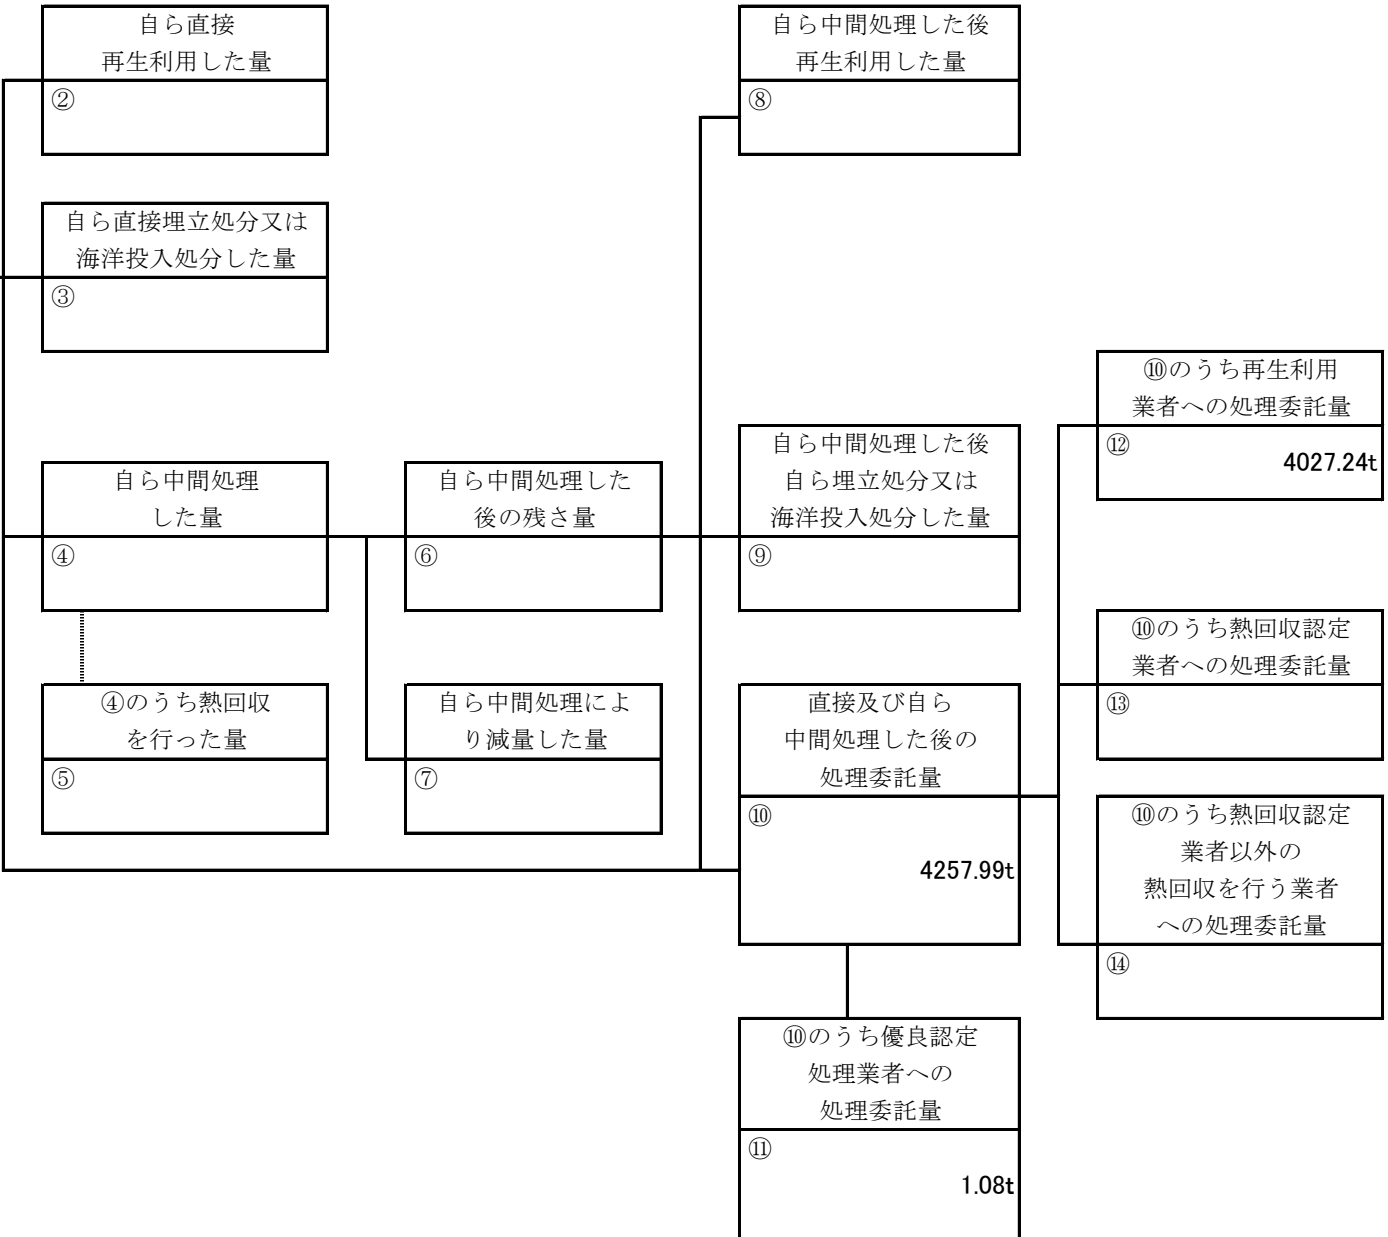 自ら直接
再生利用した量
②
自ら直接埋立処分又は
海洋投入処分した量
③
自ら中間処理
した量
④
④のうち熱回収
を行った量
⑤
自ら中間処理した
後の残さ量
⑥
自ら中間処理によ
り減量した量
⑦
自ら中間処理した後
再生利用した量
⑧
自ら中間処理した後
自ら埋立処分又は
海洋投入処分した量
⑨
直接及び自ら
中間処理した後の
処理委託量
⑩
4257.99t
⑩のうち優良認定
処理業者への
処理委託量
⑪
1.08t
⑩のうち再生利用
業者への処理委託量
⑫
4027.24t
⑩のうち熱回収認定
業者への処理委託量
⑬
⑩のうち熱回収認定
業者以外の
熱回収を行う業者
への処理委託量
⑭